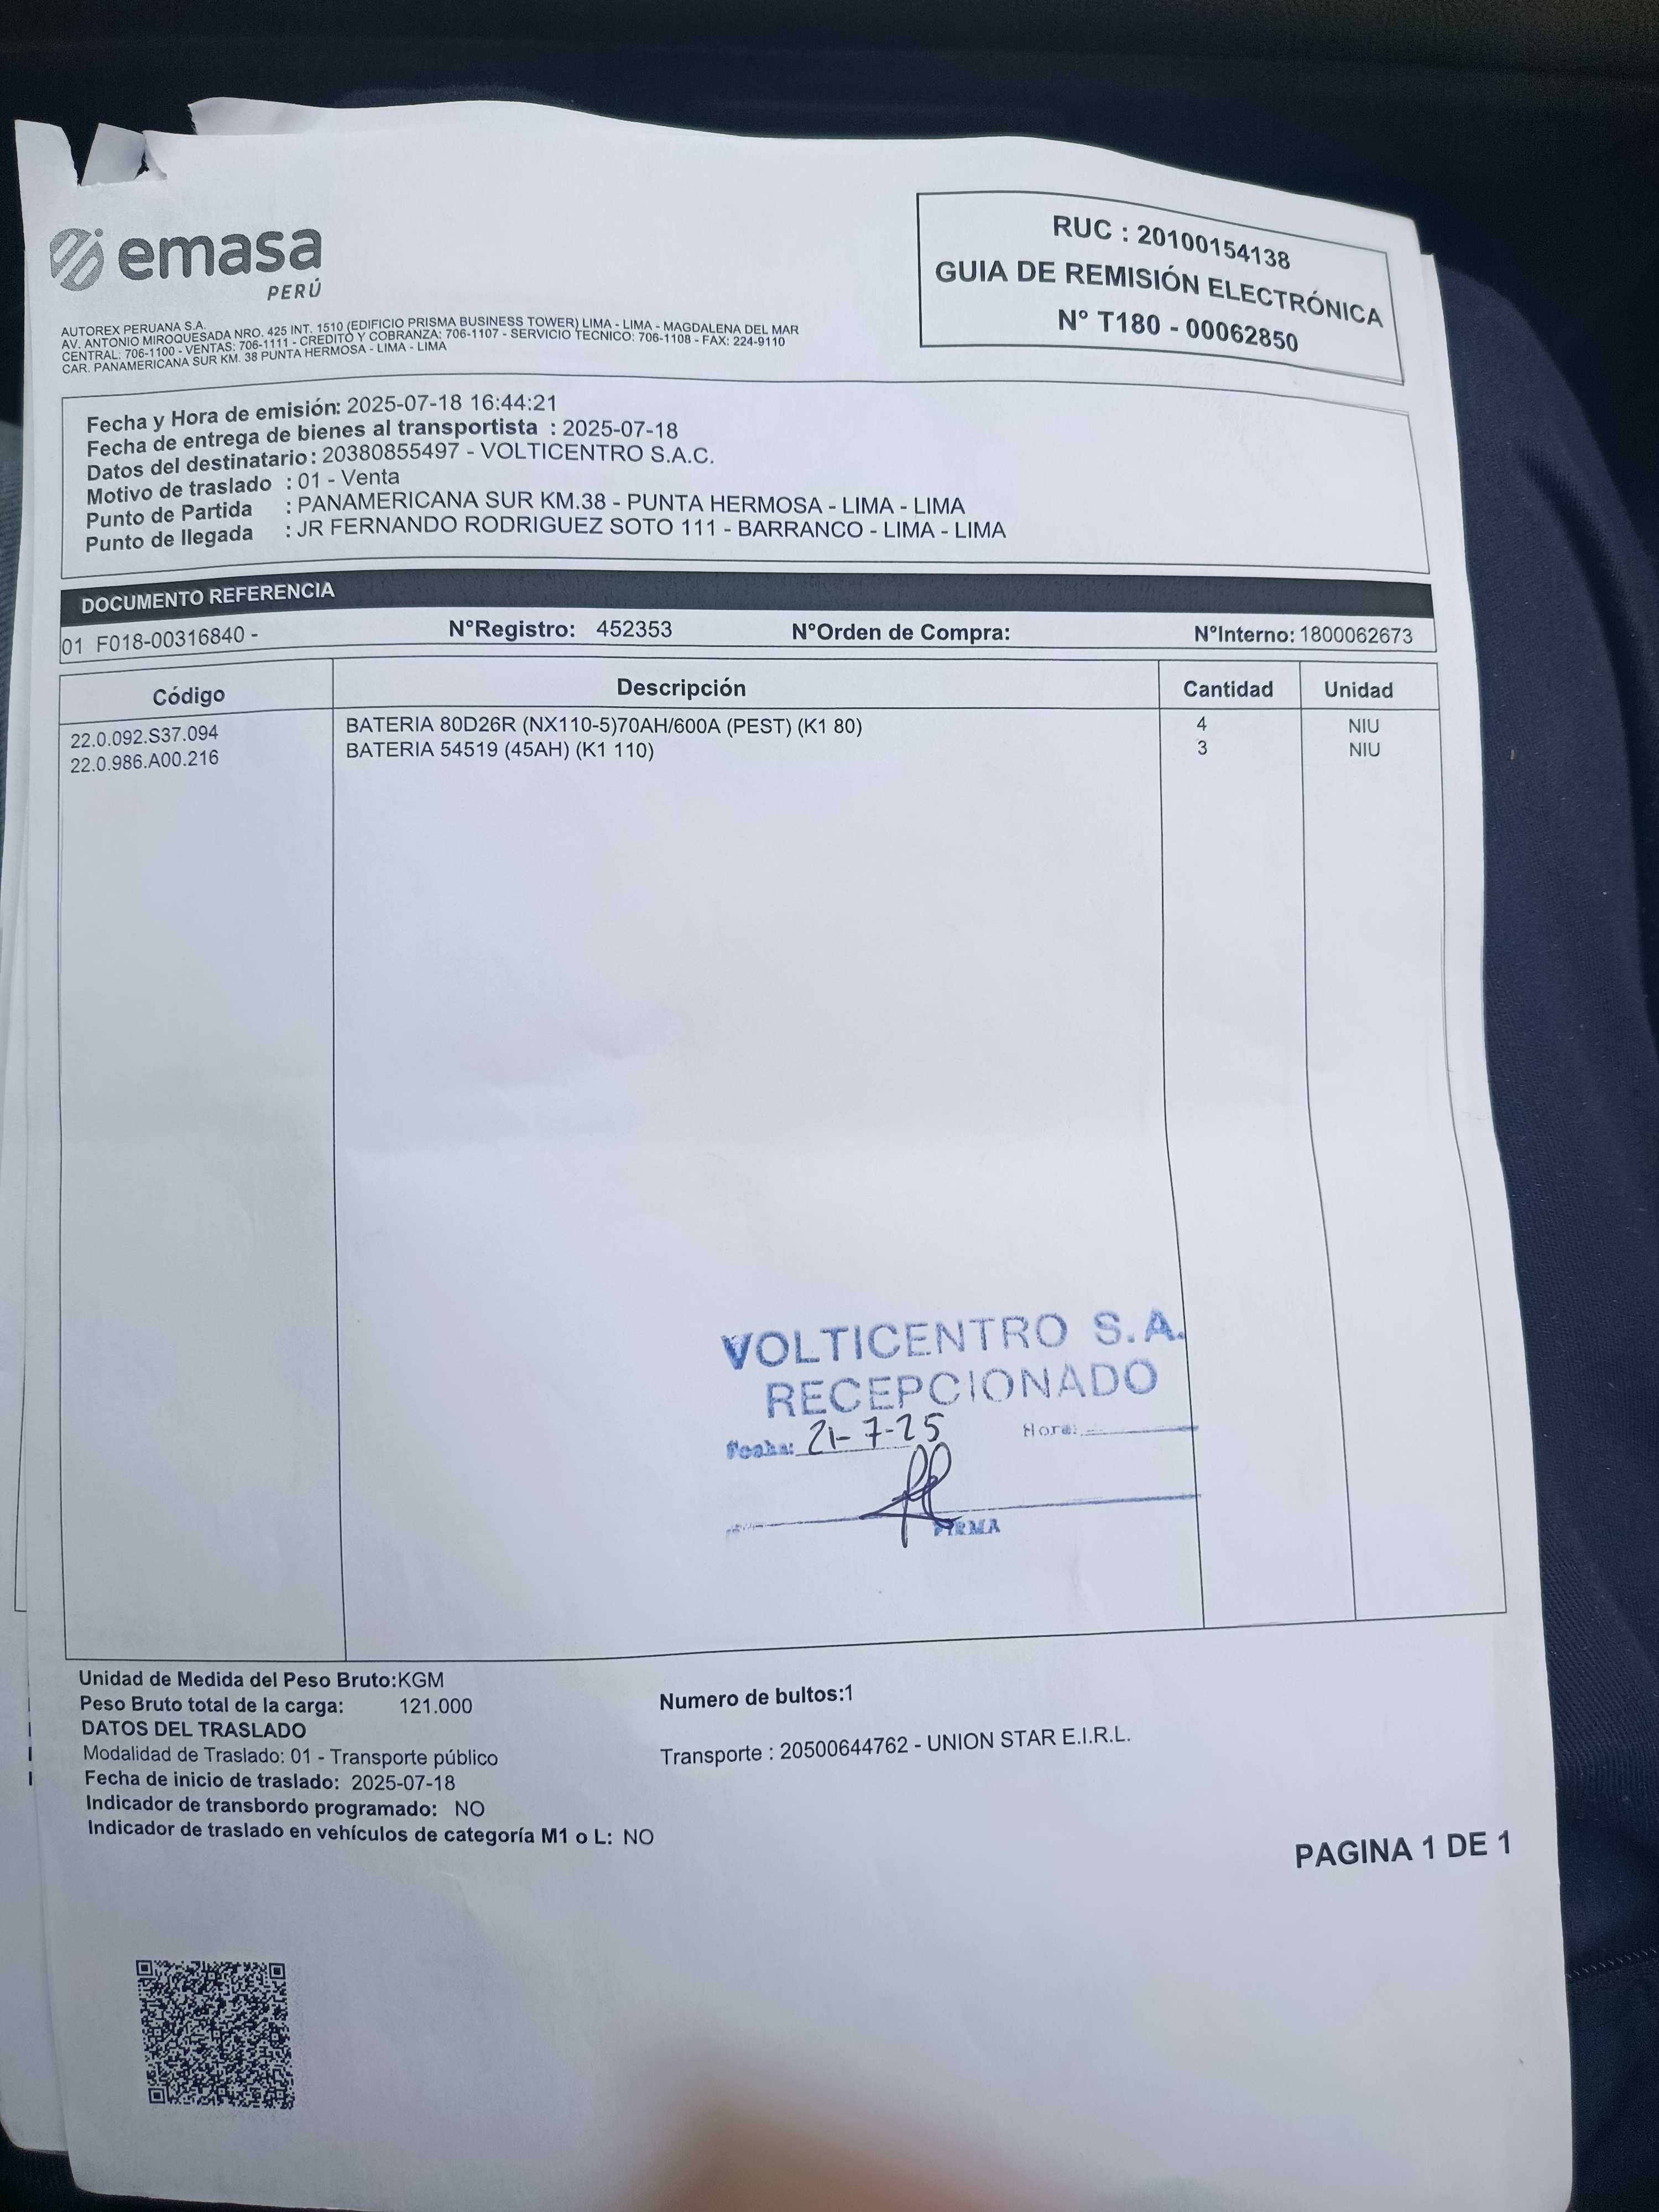 emasa
PERÚ
RUC : 20100154138
GUIA DE REMISIÓN ELECTRÓNICA
N° T180 - 00062850
AUTOREX PERUANA S.A.
AV. ANTONIO MIROQUESADA NRO. 425 INT. 1510 (EDIFICIO PRISMA BUSINESS TOWER) LIMA - LIMA - MAGDALENA DEL MAR
CENTRAL: 706-1100 - VENTAS: 706-1111 - CREDITO Y COBRANZA: 706-1107 - SERVICIO TECNICO: 706-1108 - FAX: 224-9110
CAR. PANAMERICANA SUR KM. 38 PUNTA HERMOSA - LIMA - LIMA
Fecha y Hora de emisión: 2025-07-18 16:44:21
Fecha de entrega de bienes al transportista : 2025-07-18
Datos del destinatario : 20380855497 - VOLTICENTRO S.A.C.
Motivo de traslado : 01 - Venta
Punto de Partida : PANAMERICANA SUR KM.38 - PUNTA HERMOSA - LIMA - LIMA
Punto de llegada : JR FERNANDO RODRIGUEZ SOTO 111 - BARRANCO - LIMA - LIMA
DOCUMENTO REFERENCIA
01 F018-00316840 - N°Registro: 452353 N°Orden de Compra: N°Interno: 1800062673
Código Descripción Cantidad Unidad
22.0.092.S37.094 BATERIA 80D26R (NX110-5)70AH/600A (PEST) (K1 80) 4 NIU
22.0.986.A00.216 BATERIA 54519 (45AH) (K1 110) 3 NIU
VOLTICENTRO S.A.
RECEPCIONADO
Fecha: 21-7-25 Hora:
FIRMA
Unidad de Medida del Peso Bruto:KGM
Peso Bruto total de la carga: 121.000 Numero de bultos:1
DATOS DEL TRASLADO
Modalidad de Traslado: 01 - Transporte público Transporte : 20500644762 - UNION STAR E.I.R.L.
Fecha de inicio de traslado: 2025-07-18
Indicador de transbordo programado: NO
Indicador de traslado en vehículos de categoría M1 o L: NO
PAGINA 1 DE 1